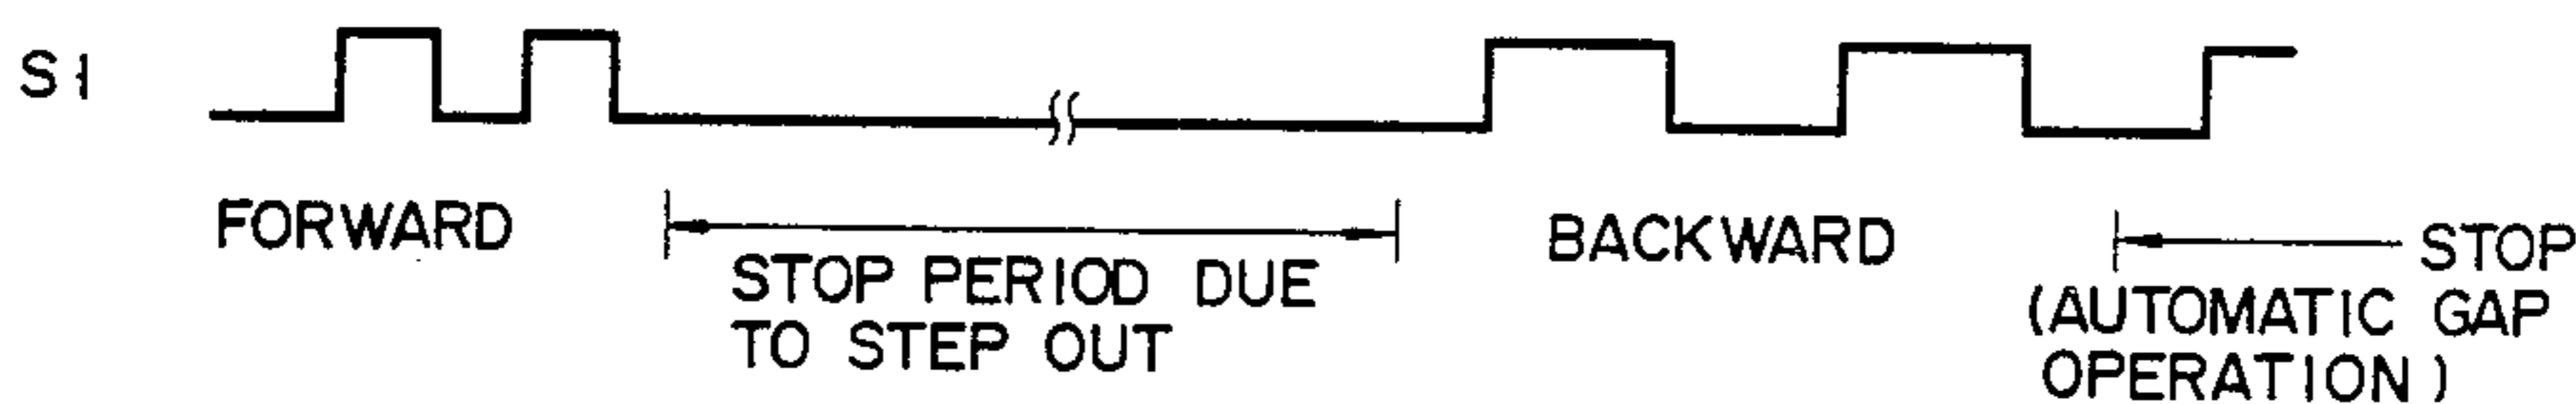 S1
FORWARD
STOP PERIOD DUE
TO STEP OUT
BACKWARD
STOP
(AUTOMATIC GAP
OPERATION)